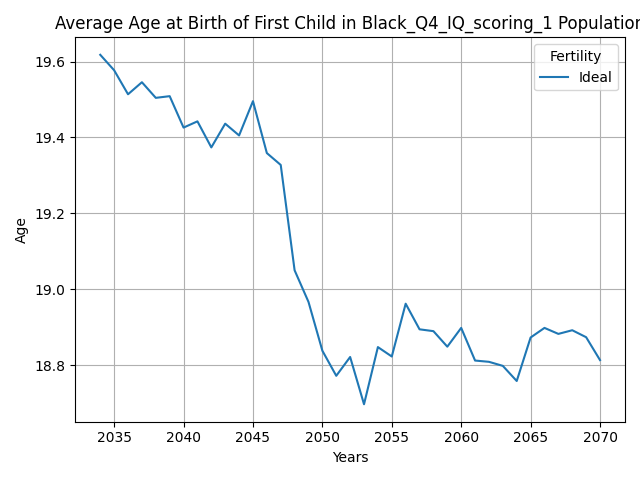 Average Age at Birth of First Child in Black_Q4_IQ_scoring_1 Population
Fertility
Ideal
19.6
19.4
19.2
19.0
18.8
Age
2035 2040 2045 2050 2055 2060 2065 2070
Years